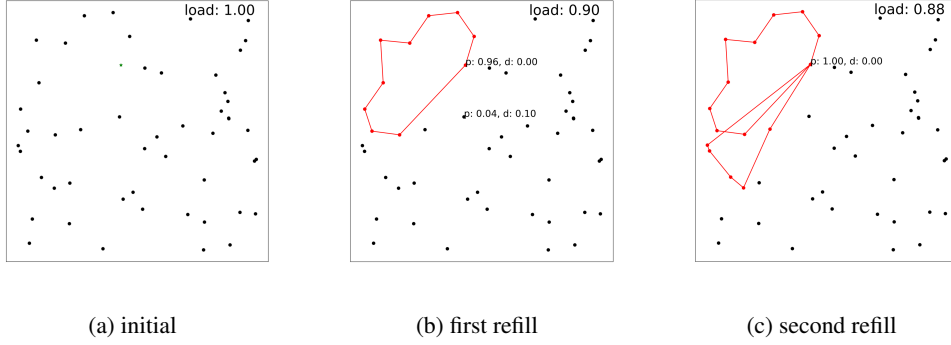 load: 1.00
load: 0.90
load: 0.88
p: 0.96, d: 0.00
p: 1.00, d: 0.00
p: 0.04, d: 0.10
(a) initial
(b) first refill
(c) second refill